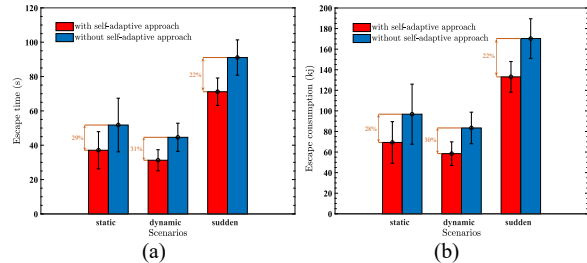 with self-adaptive approach
without self-adaptive approach
120
100
80
60
40
20
0
Escape time (s)
29%
31%
22%
static
dynamic
sudden
Scenarios
(a)
with self-adaptive approach
without self-adaptive approach
200
180
160
140
120
100
80
60
40
20
0
Escape consumption (kj)
28%
30%
22%
static
dynamic
sudden
Scenarios
(b)